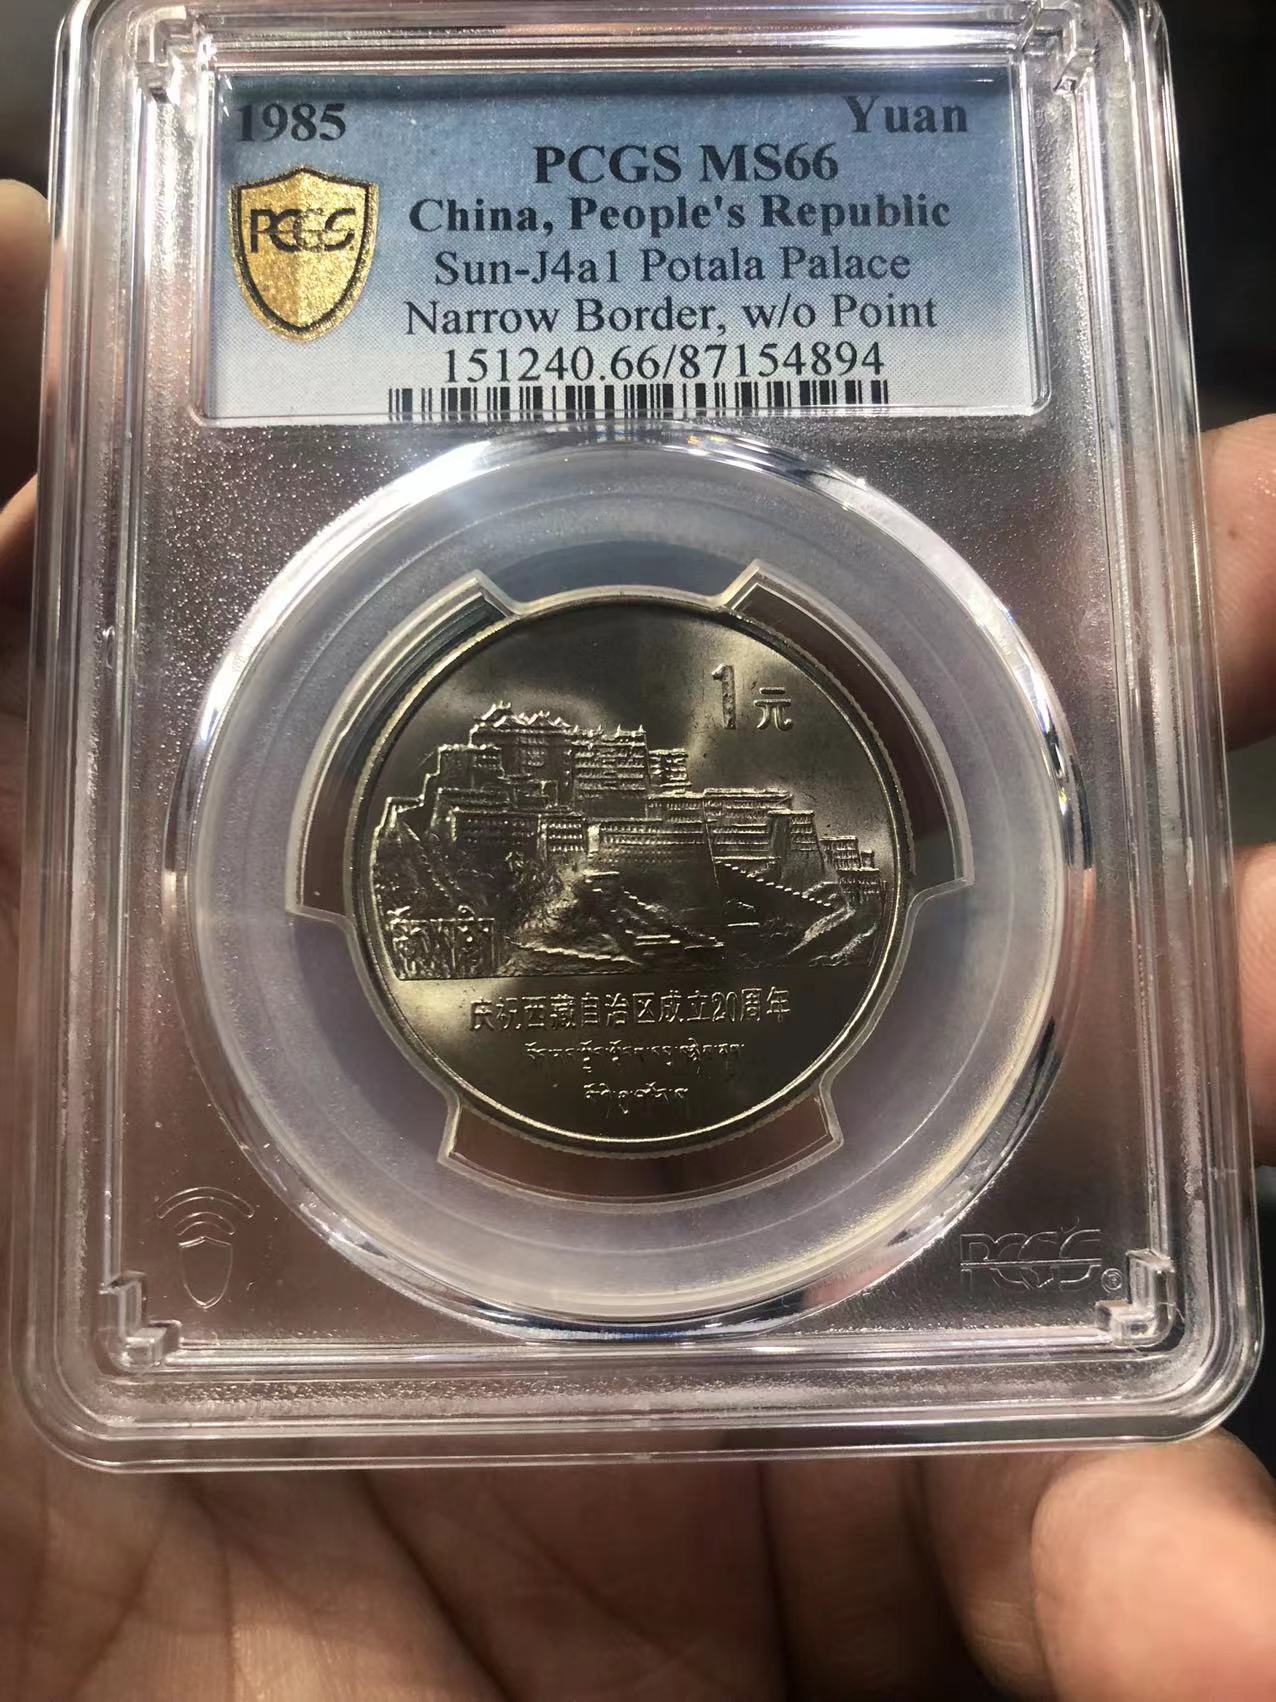 1985 Yuan
PCGS MS66
PCGS
China, People's Republic
Sun-J4a1 Potala Palace
Narrow Border, w/o Point
151240.66/87154894
1元
庆祝西藏自治区成立20周年
PCGS®